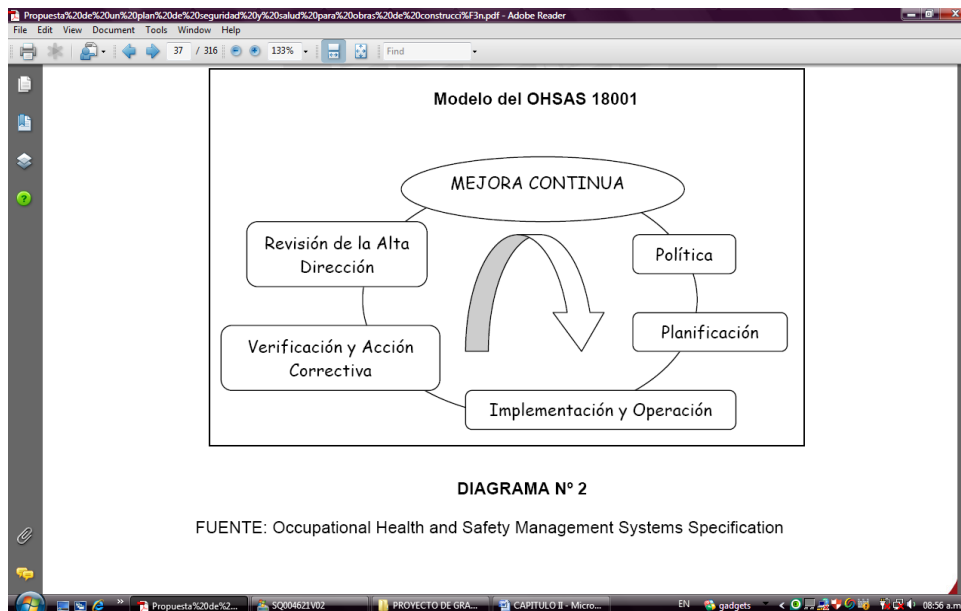 Propuesta%20de%20un%20plan%20de%20seguridad%20y%20salud%20para%20obras%20de%20construcci%F3n.pdf - Adobe Reader
File Edit View Document Tools Window Help
37 / 316 133% Find
Modelo del OHSAS 18001
MEJORA CONTINUA
Revisión de la Alta
Dirección
Política
Planificación
Verificación y Acción
Correctiva
Implementación y Operación
DIAGRAMA Nº 2
FUENTE: Occupational Health and Safety Management Systems Specification
Propuesta%20de%2... SQ004621V02 PROYECTO DE GRA... CAPITULO II - Micro... EN gadgets 08:56 a.m.